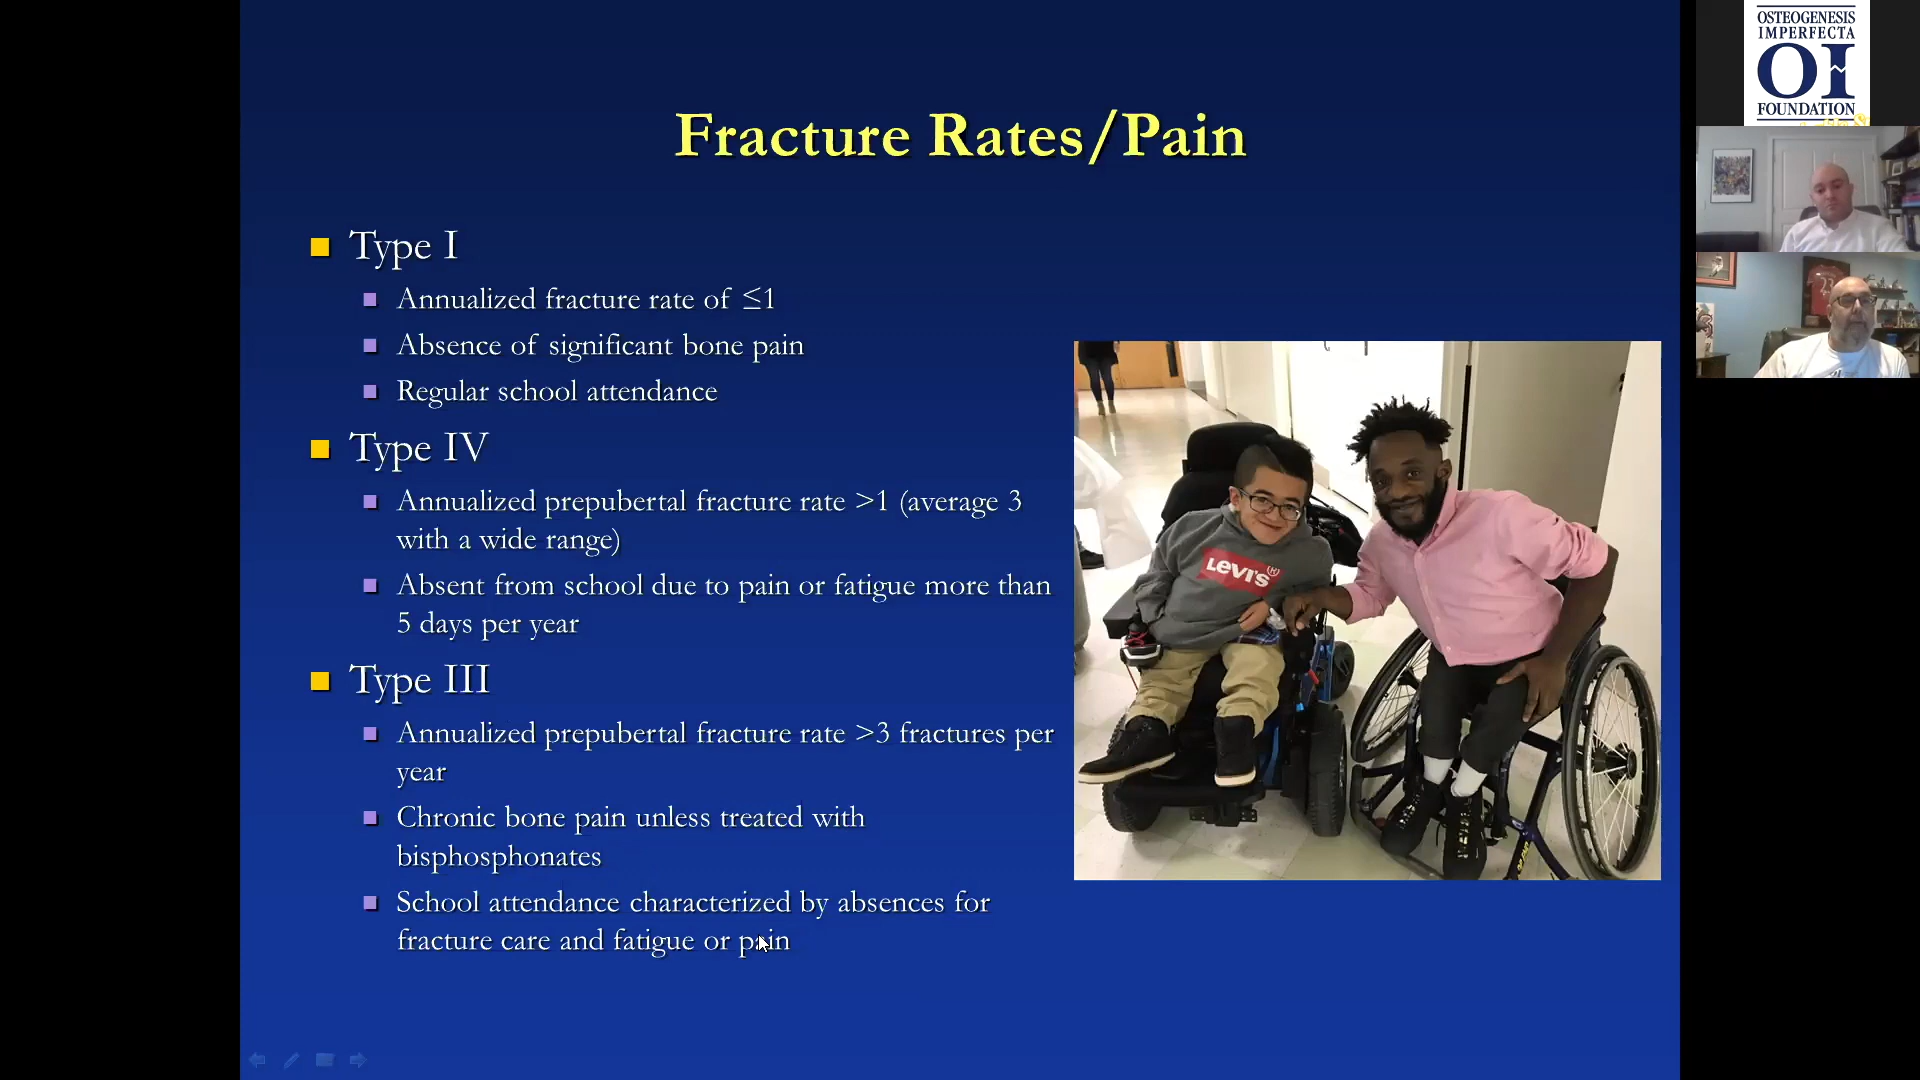 Fracture Rates/Pain
Type I
Annualized fracture rate of ≤1
Absence of significant bone pain
Regular school attendance
Type IV
Annualized prepubertal fracture rate >1 (average 3
with a wide range)
Absent from school due to pain or fatigue more than
5 days per year
Type III
Annualized prepubertal fracture rate >3 fractures per
year
Chronic bone pain unless treated with
bisphosphonates
School attendance characterized by absences for
fracture care and fatigue or pain
LEVI'S®
OSTEOGENESIS
IMPERFECTA
OI
FOUNDATION
23